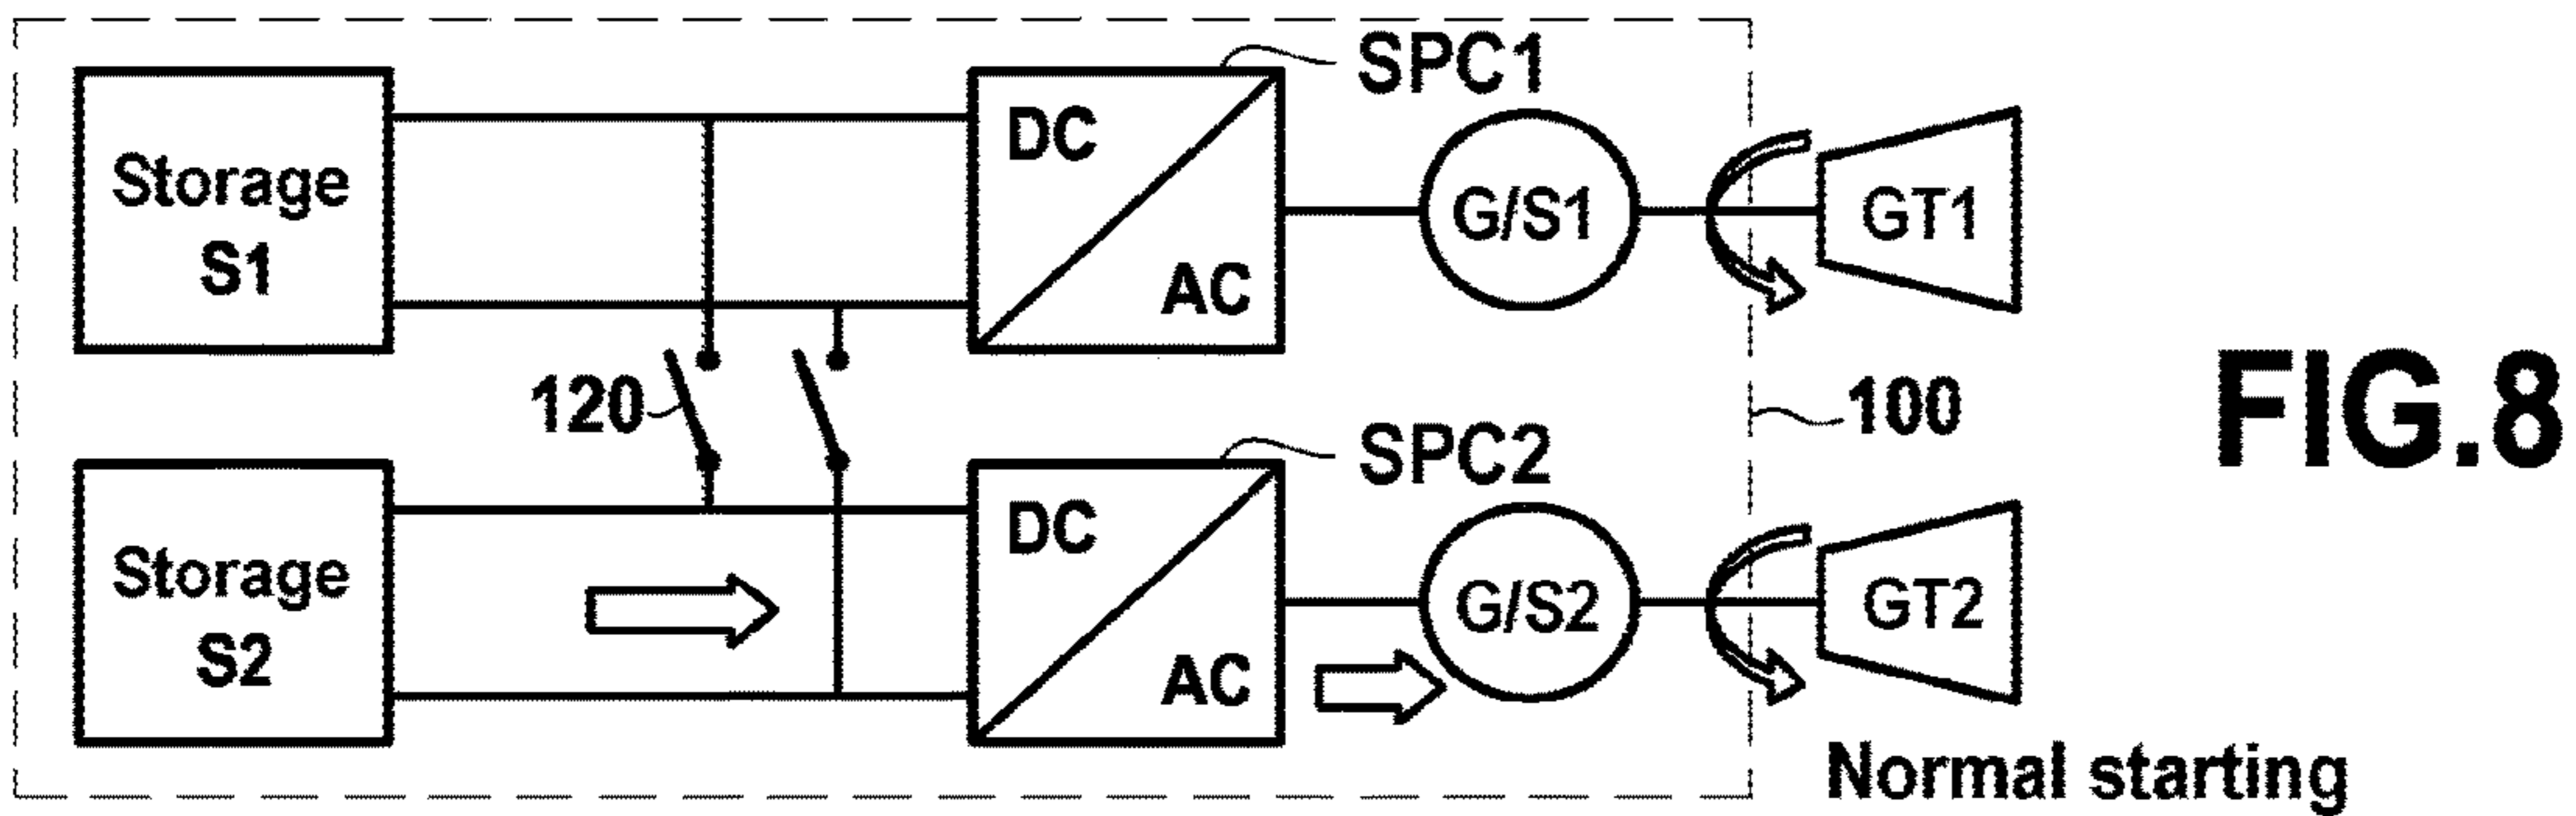 SPC1
DC
Storage
S1
AC
G/S1
GT1
120
100
FIG.8
SPC2
DC
Storage
S2
AC
G/S2
GT2
Normal starting